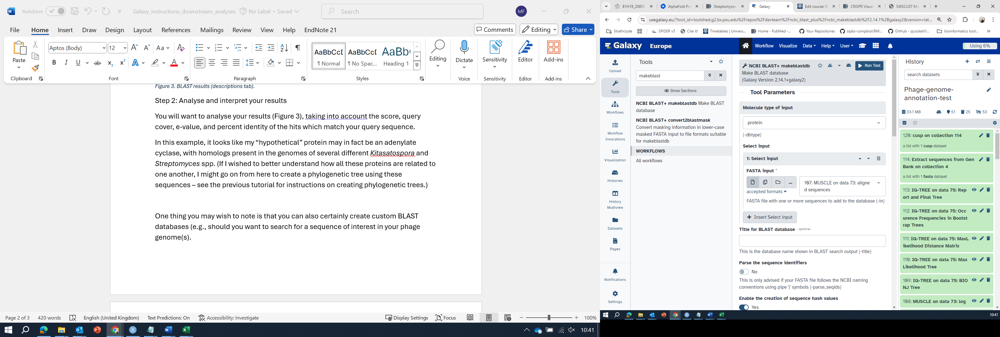 AutoSave
Galaxy_instructions_downstream_analyses
No Label • Saved
Search
MF
File Home Insert Draw Design Layout References Mailings Review View Help EndNote 21
Comments Editing Share
Paste
Clipboard
Aptos (Body) 12
Font
Paragraph
AaBbCcI AaBbCcI AaBb
¶ Normal ¶ No Spac... Heading 1
Styles
Editing
Dictate
Voice
Sensitivity
Sensitivity
Editor
Editor
Add-ins
Add-ins
Figure 3. BLAST results (descriptions tab).
Step 2: Analyse and interpret your results
You will want to analyse your results (Figure 3), taking into account the score, query
cover, e-value, and percent identity of the hits which match your query sequence.
In this example, it looks like my “hypothetical” protein may in fact be an adenylate
cyclase, with homologs present in the genomes of several different Kitasatospora and
Streptomyces spp. (If I wished to better understand how all these proteins are related to
one another, I might go on from here to create a phylogenetic tree using these
sequences – see the previous tutorial for instructions on creating phylogenetic trees.)
One thing you may wish to note is that you can also certainly create custom BLAST
databases (e.g., should you want to search for a sequence of interest in your phage
genome(s).
Page 2 of 3 420 words English (United Kingdom) Text Predictions: On Accessibility: Investigate Display Settings Focus 100%
10:41
B1H19_20850 AlphaFold Pro Streptomyces Galaxy Edit course: B CRISPR Visual SWSCUST Mo
usegalaxy.eu/?tool_id=toolshed.g2.bx.psu.edu%2Frepos%2Fdevteam%2Fncbi_blast_plus%2Fncbi_makeblastdb%2F2.14.1%2Bgalaxy2&version=lat...
Strathclyde SPIDER v5 Cite it! Timetables | Univers... Home - PubMed -... Your Repositories sipbs-compbiol/BM... GitHub - sjcockell/I... bioinformatics tool... »
Galaxy Europe Workflow Visualize Data Help User Using 6%
Upload
Tools
Workflows
Workflow
Invocations
Visualization
Histories
History
Multiview
Datasets
Pages
Notifications
Settings
Tools
makeblast
Show Sections
NCBI BLAST+ makeblastdb Make BLAST
database
NCBI BLAST+ convert2blastmask
Convert masking information in lower-case
masked FASTA input to file formats suitable
for makeblastdb
WORKFLOWS
All workflows
NCBI BLAST+ makeblastdb
Make BLAST database
(Galaxy Version 2.14.1+galaxy2)
Run Tool
Tool Parameters
Molecule type of input
protein
(-dbtype)
Select input
1: Select input
FASTA input *
107: MUSCLE on data 73: aligne
d sequences
accepted formats
FASTA file with one or more sequences to add to the database (-in)
+ Insert Select input
Title for BLAST database - optional
This is the database name shown in BLAST search output (-title)
Parse the sequence identifiers
No
This is only advised if your FASTA file follows the NCBI naming
conventions using pipe '|' symbols (-parse_seqids)
Enable the creation of sequence hash values
Yes
History
search datasets
Phage-genome-
annotation-test
33.1 MB 51 25 53
120: cusp on collection 114
a list with 1 cusp dataset
114: Extract sequences from Gen
Bank on collection 4
a list with 1 fasta dataset
113: IQ-TREE on data 75: Rep
ort and Final Tree
112: IQ-TREE on data 75: Occ
urence Frequencies in Bootst
rap Trees
111: IQ-TREE on data 75: MaxL
ikelihood Distance Matrix
110: IQ-TREE on data 75: Max
Likelihood Tree
109: IQ-TREE on data 75: BIO
NJ Tree
108: MUSCLE on data 73: log
10:41